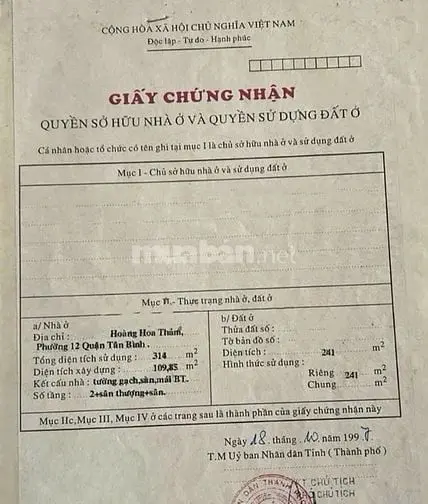 CỘNG HÒA XÃ HỘI CHỦ NGHĨA VIỆT NAM
Độc lập - Tự do - Hạnh phúc
GIẤY CHỨNG NHẬN
QUYỀN SỞ HỮU NHÀ Ở VÀ QUYỀN SỬ DỤNG ĐẤT Ở
Cá nhân hoặc tổ chức có tên ghi tại mục I là chủ sở hữu nhà ở và sử dụng đất ở
Mục I - Chủ sở hữu nhà ở và sử dụng đất ở
muaban.net
Mục II.- Thực trạng nhà ở, đất ở
a/ Nhà ở
Địa chỉ : Hoàng Hoa Thám,
Phường 12 Quận Tân Bình.
Tổng diện tích sử dụng : 314 m2
Diện tích xây dựng : 109,85 m2
Kết cấu nhà : tường gạch,sàn,mái BT.
Số tầng : 2+sân thượng+sân.
b/ Đất ở
Thửa đất số :
Tờ bản đồ số :
Diện tích : 241 m2
Hình thức sử dụng :
Riêng 241 m2
Chung m2
Mục IIc,Mục III, Mục IV ở các trang sau là thành phần của giấy chứng nhận này
Ngày 18. tháng .10. năm 1997
T.M Uỷ ban Nhân dân Tỉnh ( Thành phố )
KT CHỦ TỊCH
CHỦ TỊCH
DÂN THÀNH